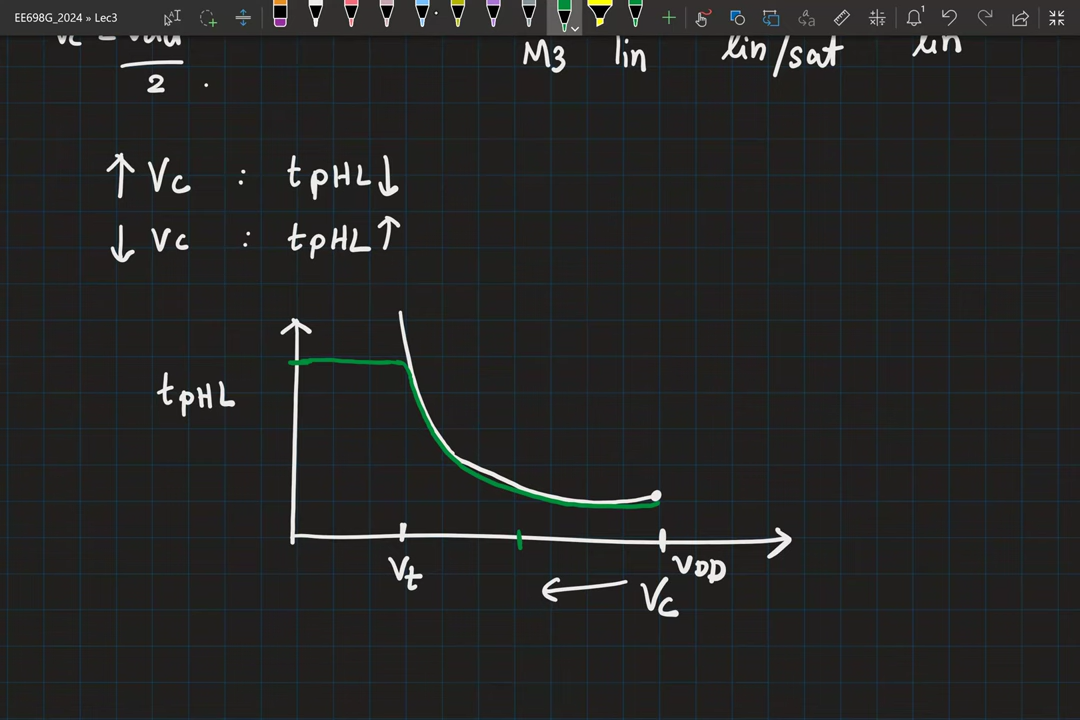 EE698G_2024 » Lec3
2 .
M3 lin lin/sat lin
↑ Vc : tpHL↓
↓ Vc : tpHL↑
tpHL
Vt
VDD
← Vc